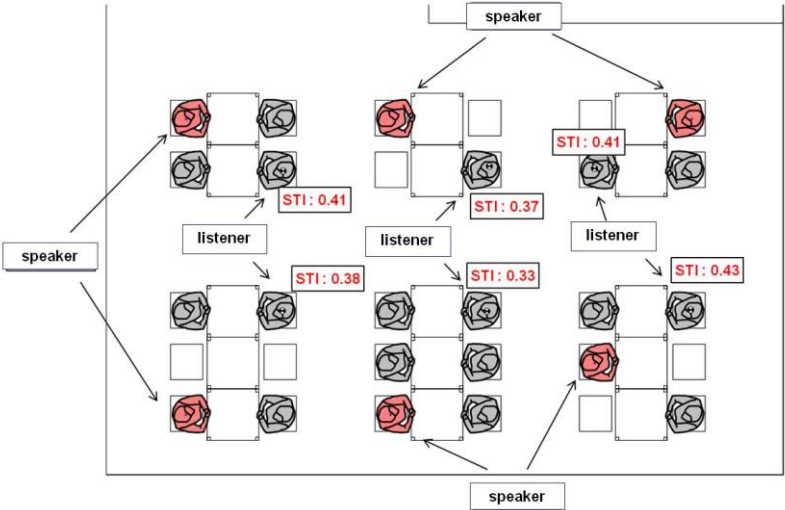 speaker
STI : 0.41
STI : 0.41
STI : 0.37
listener
listener
listener
speaker
STI : 0.38
STI : 0.33
STI : 0.43
speaker